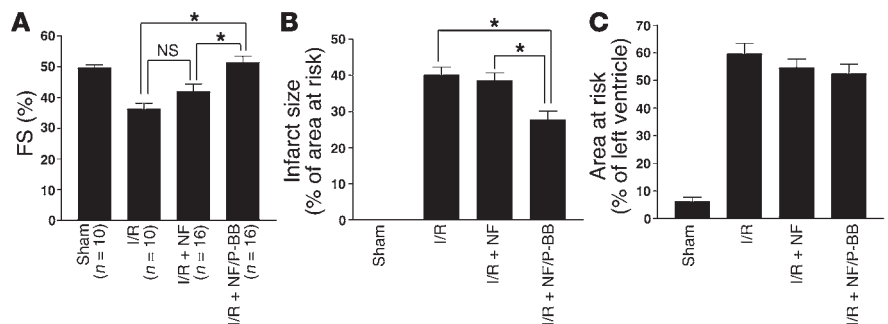 A
FS (%)
60
50
40
30
20
10
0
*
NS
*
Sham
(n = 10)
I/R
(n = 10)
I/R + NF
(n = 16)
I/R + NF/P-BB
(n = 16)
B
Infarct size
(% of area at risk)
50
40
30
20
10
0
*
*
Sham
I/R
I/R + NF
I/R + NF/P-BB
C
Area at risk
(% of left ventricle)
70
60
50
40
30
20
10
0
Sham
I/R
I/R + NF
I/R + NF/P-BB